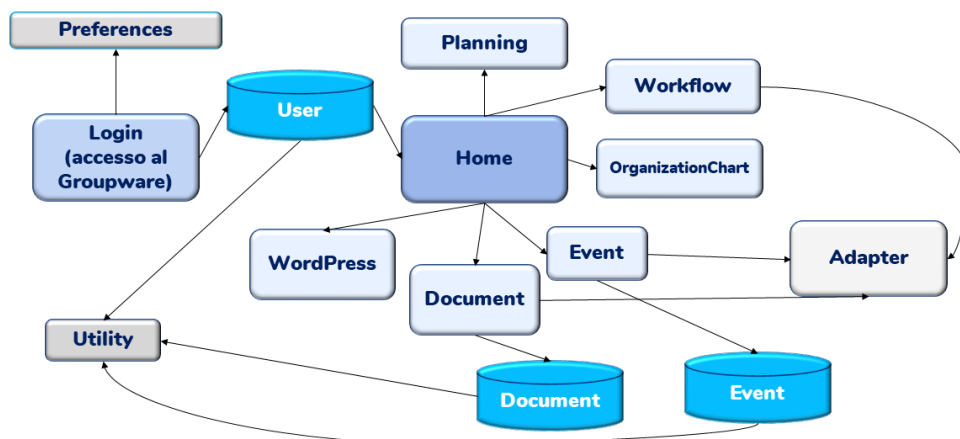 Preferences
Planning
Workflow
User
Login
(accesso al
Groupware)
Home
OrganizationChart
WordPress
Event
Adapter
Document
Utility
Document
Event